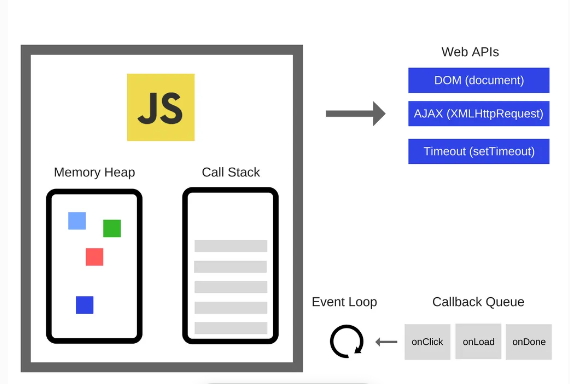 JS
Memory Heap
Call Stack
Web APIs
DOM (document)
AJAX (XMLHttpRequest)
Timeout (setTimeout)
Event Loop
Callback Queue
onClick
onLoad
onDone